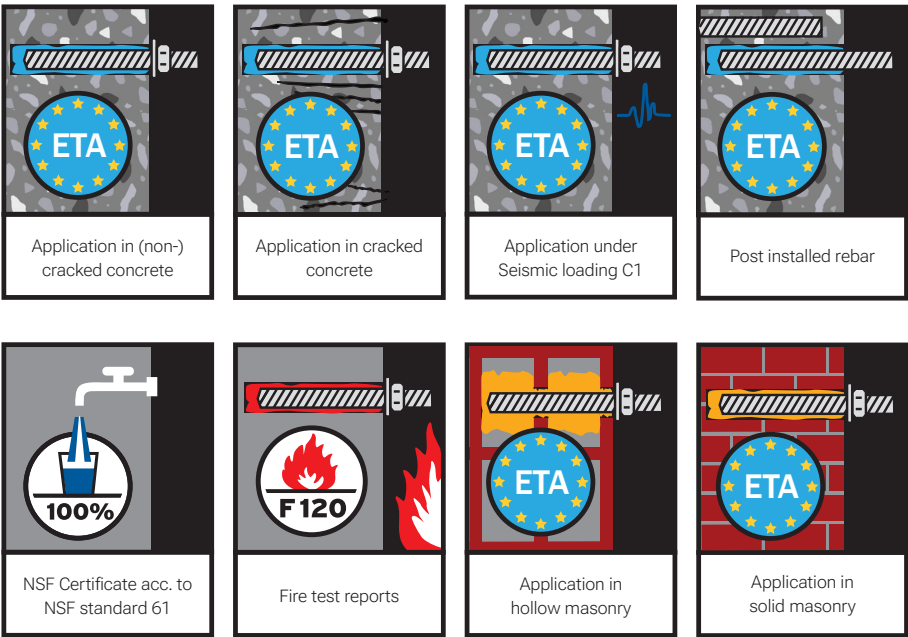 ETA
Application in (non-)
cracked concrete
ETA
Application in cracked
concrete
ETA
Application under
Seismic loading C1
ETA
Post installed rebar
100%
NSF Certificate acc. to
NSF standard 61
F 120
Fire test reports
ETA
Application in
hollow masonry
ETA
Application in
solid masonry